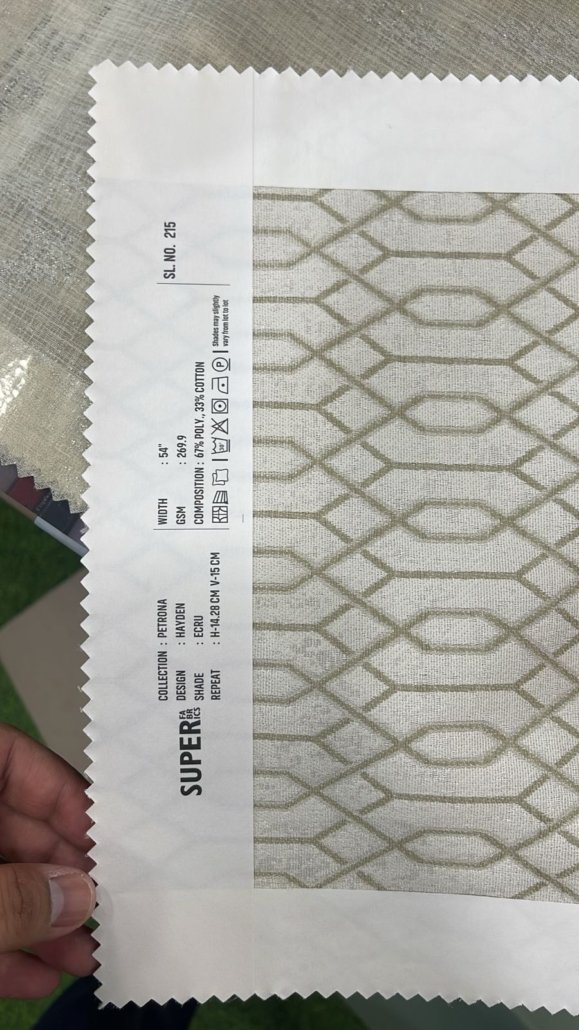 SUPER FABRICS
COLLECTION : PETRONA
DESIGN : HAYDEN
SHADE : ECRU
REPEAT : H-14.28 CM V-15 CM
WIDTH : 54"
GSM : 269.9
COMPOSITION : 67% POLY., 33% COTTON
30°
P
Shades may slightly
vary from lot to lot
SL. NO. 215